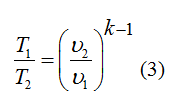 T₁/T₂ = (υ₂/υ₁)^(k−1) (3)